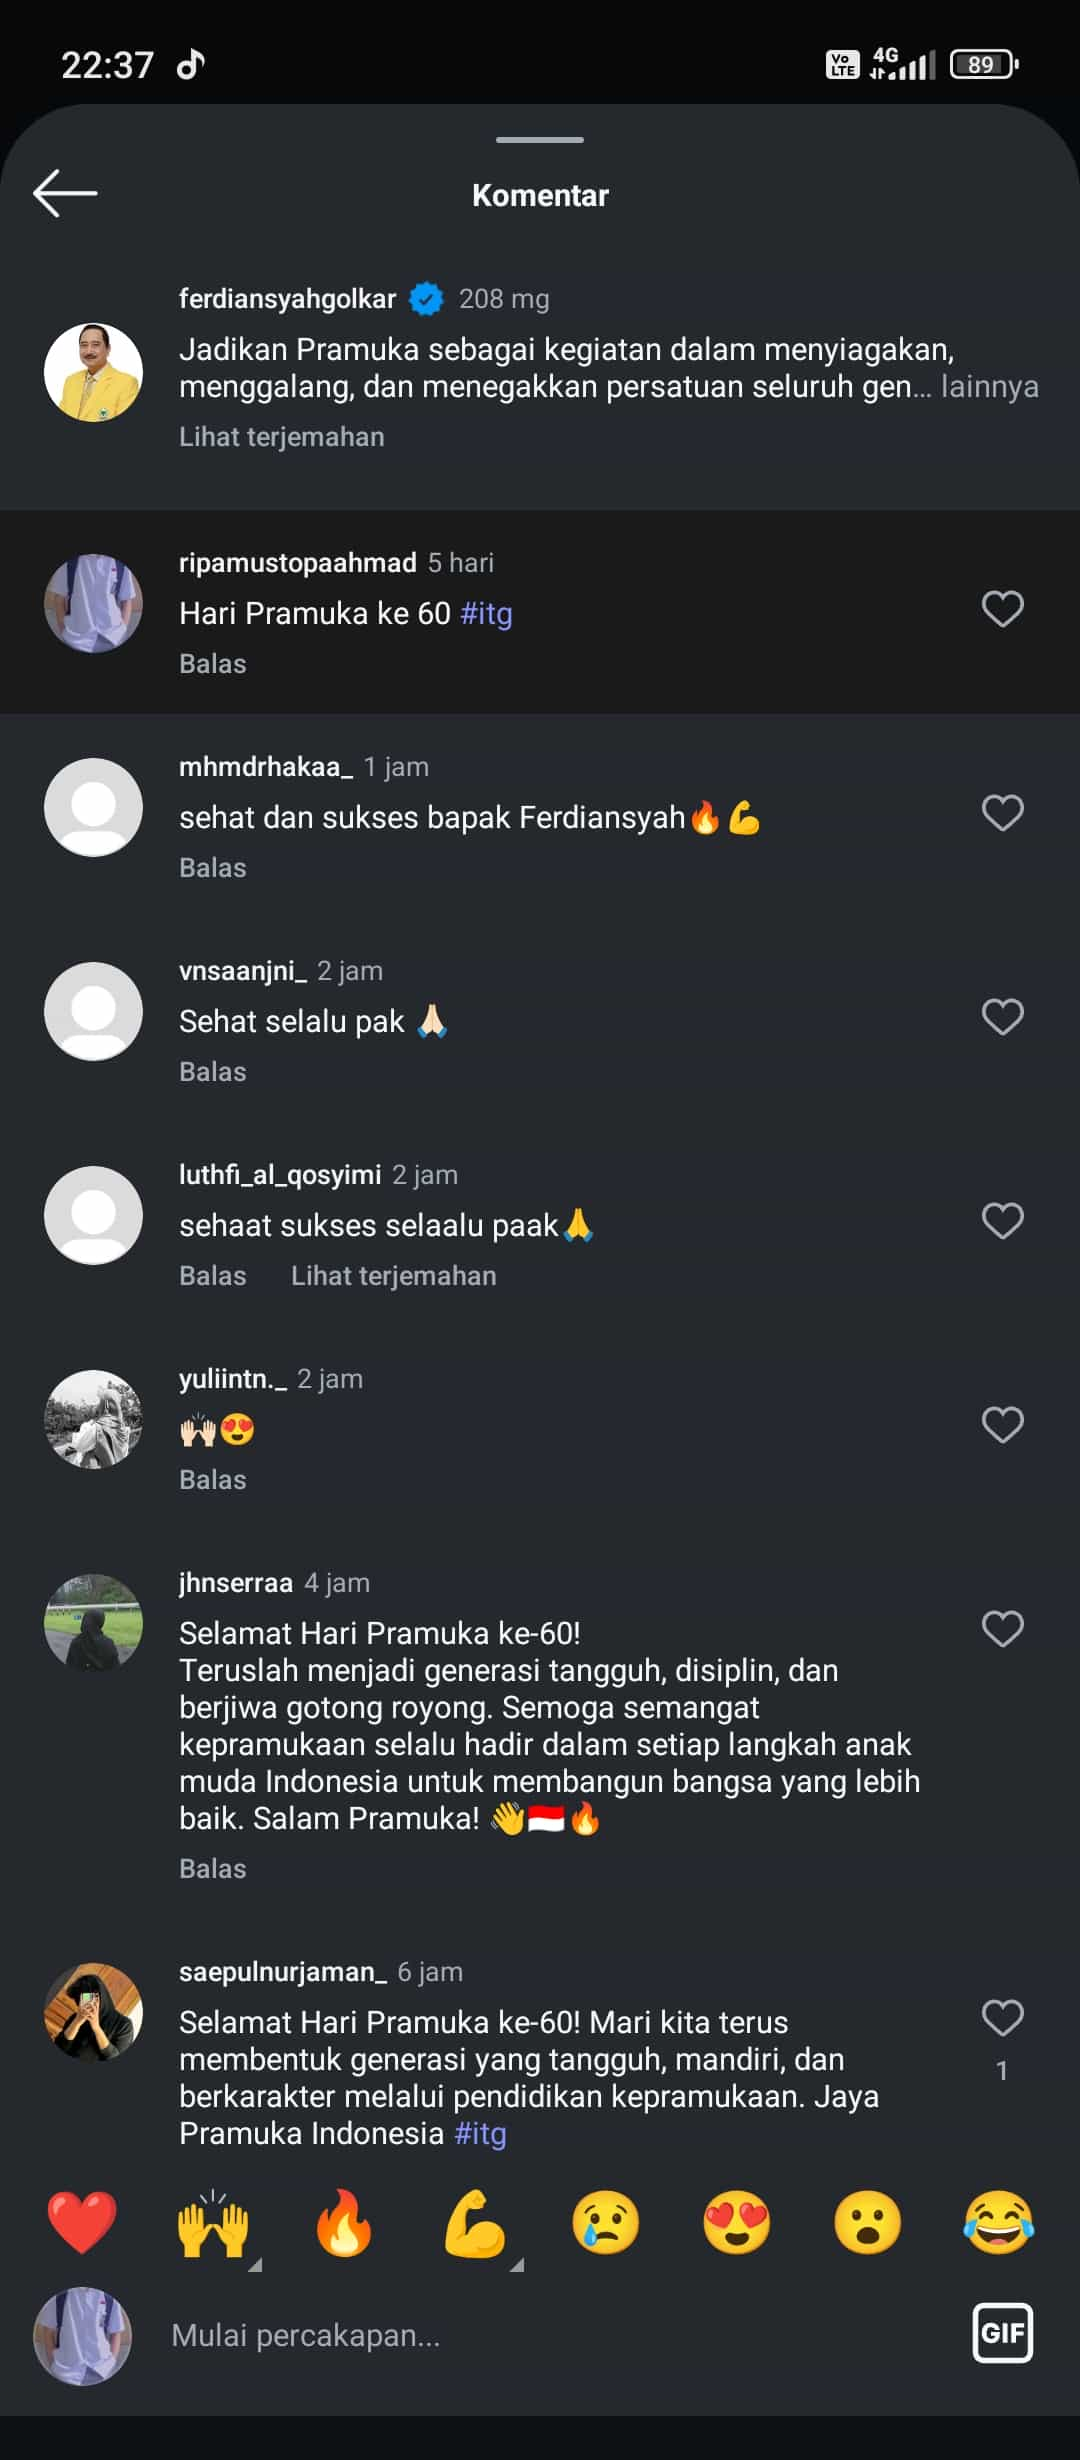 22:37
Vo LTE 4G 89
Komentar
ferdiansyahgolkar 208 mg
Jadikan Pramuka sebagai kegiatan dalam menyiagakan,
menggalang, dan menegakkan persatuan seluruh gen... lainnya
Lihat terjemahan
ripamustopaahmad 5 hari
Hari Pramuka ke 60 #itg
Balas
mhmdrhakaa_ 1 jam
sehat dan sukses bapak Ferdiansyah🔥💪
Balas
vnsaanjni_ 2 jam
Sehat selalu pak 🙏🏻
Balas
luthfi_al_qosyimi 2 jam
sehaat sukses selaalu paak🙏
Balas Lihat terjemahan
yuliintn._ 2 jam
🙌🏻😍
Balas
jhnserraa 4 jam
Selamat Hari Pramuka ke-60!
Teruslah menjadi generasi tangguh, disiplin, dan
berjiwa gotong royong. Semoga semangat
kepramukaan selalu hadir dalam setiap langkah anak
muda Indonesia untuk membangun bangsa yang lebih
baik. Salam Pramuka! 👋🇮🇩🔥
Balas
saepulnurjaman_ 6 jam
Selamat Hari Pramuka ke-60! Mari kita terus
membentuk generasi yang tangguh, mandiri, dan
berkarakter melalui pendidikan kepramukaan. Jaya
Pramuka Indonesia #itg
1
❤️🙌🔥💪😢😍😮😂
Mulai percakapan...
GIF